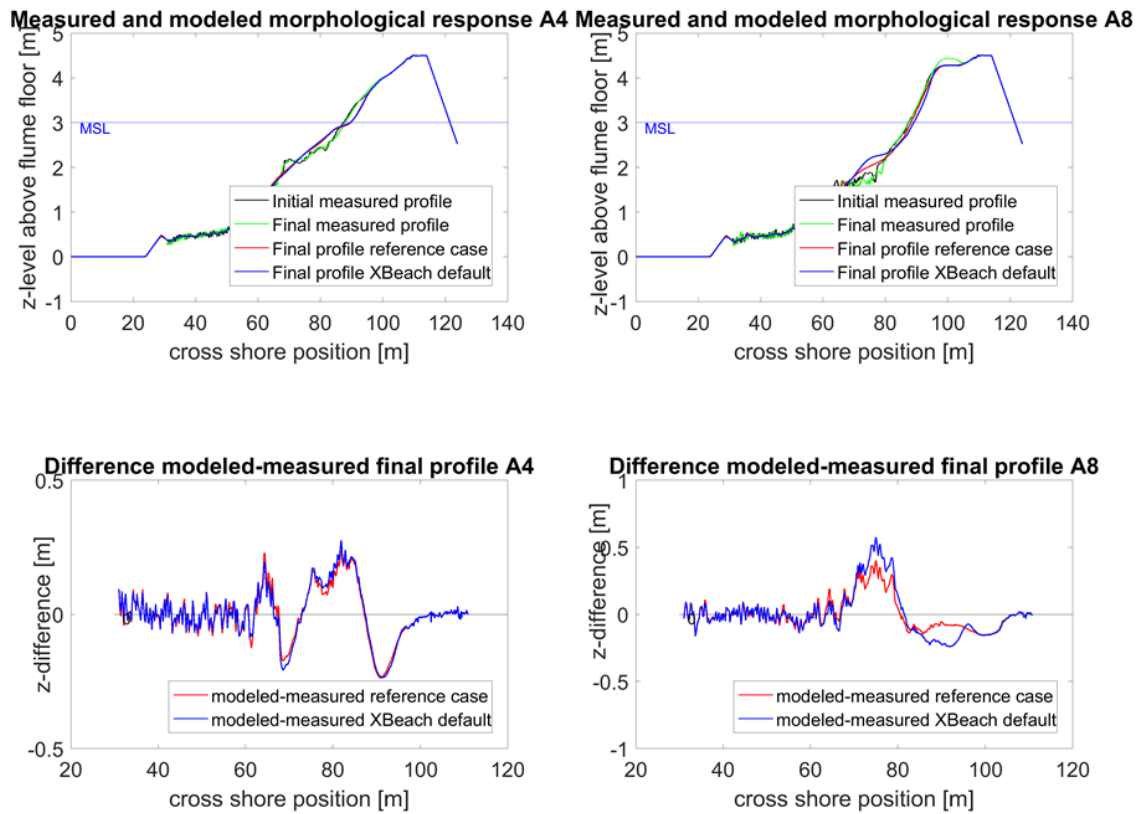 Measured and modeled morphological response A4
z-level above flume floor [m]
5
4
3
2
1
0
-1
MSL
Initial measured profile
Final measured profile
Final profile reference case
Final profile XBeach default
0 20 40 60 80 100 120 140
cross shore position [m]
Measured and modeled morphological response A8
z-level above flume floor [m]
5
4
3
2
1
0
-1
MSL
Initial measured profile
Final measured profile
Final profile reference case
Final profile XBeach default
0 20 40 60 80 100 120 140
cross shore position [m]
Difference modeled-measured final profile A4
z-difference [m]
0.5
0
-0.5
0
modeled-measured reference case
modeled-measured XBeach default
20 40 60 80 100 120
cross shore position [m]
Difference modeled-measured final profile A8
z-difference [m]
1
0.5
0
-0.5
-1
0
modeled-measured reference case
modeled-measured XBeach default
20 40 60 80 100 120
cross shore position [m]